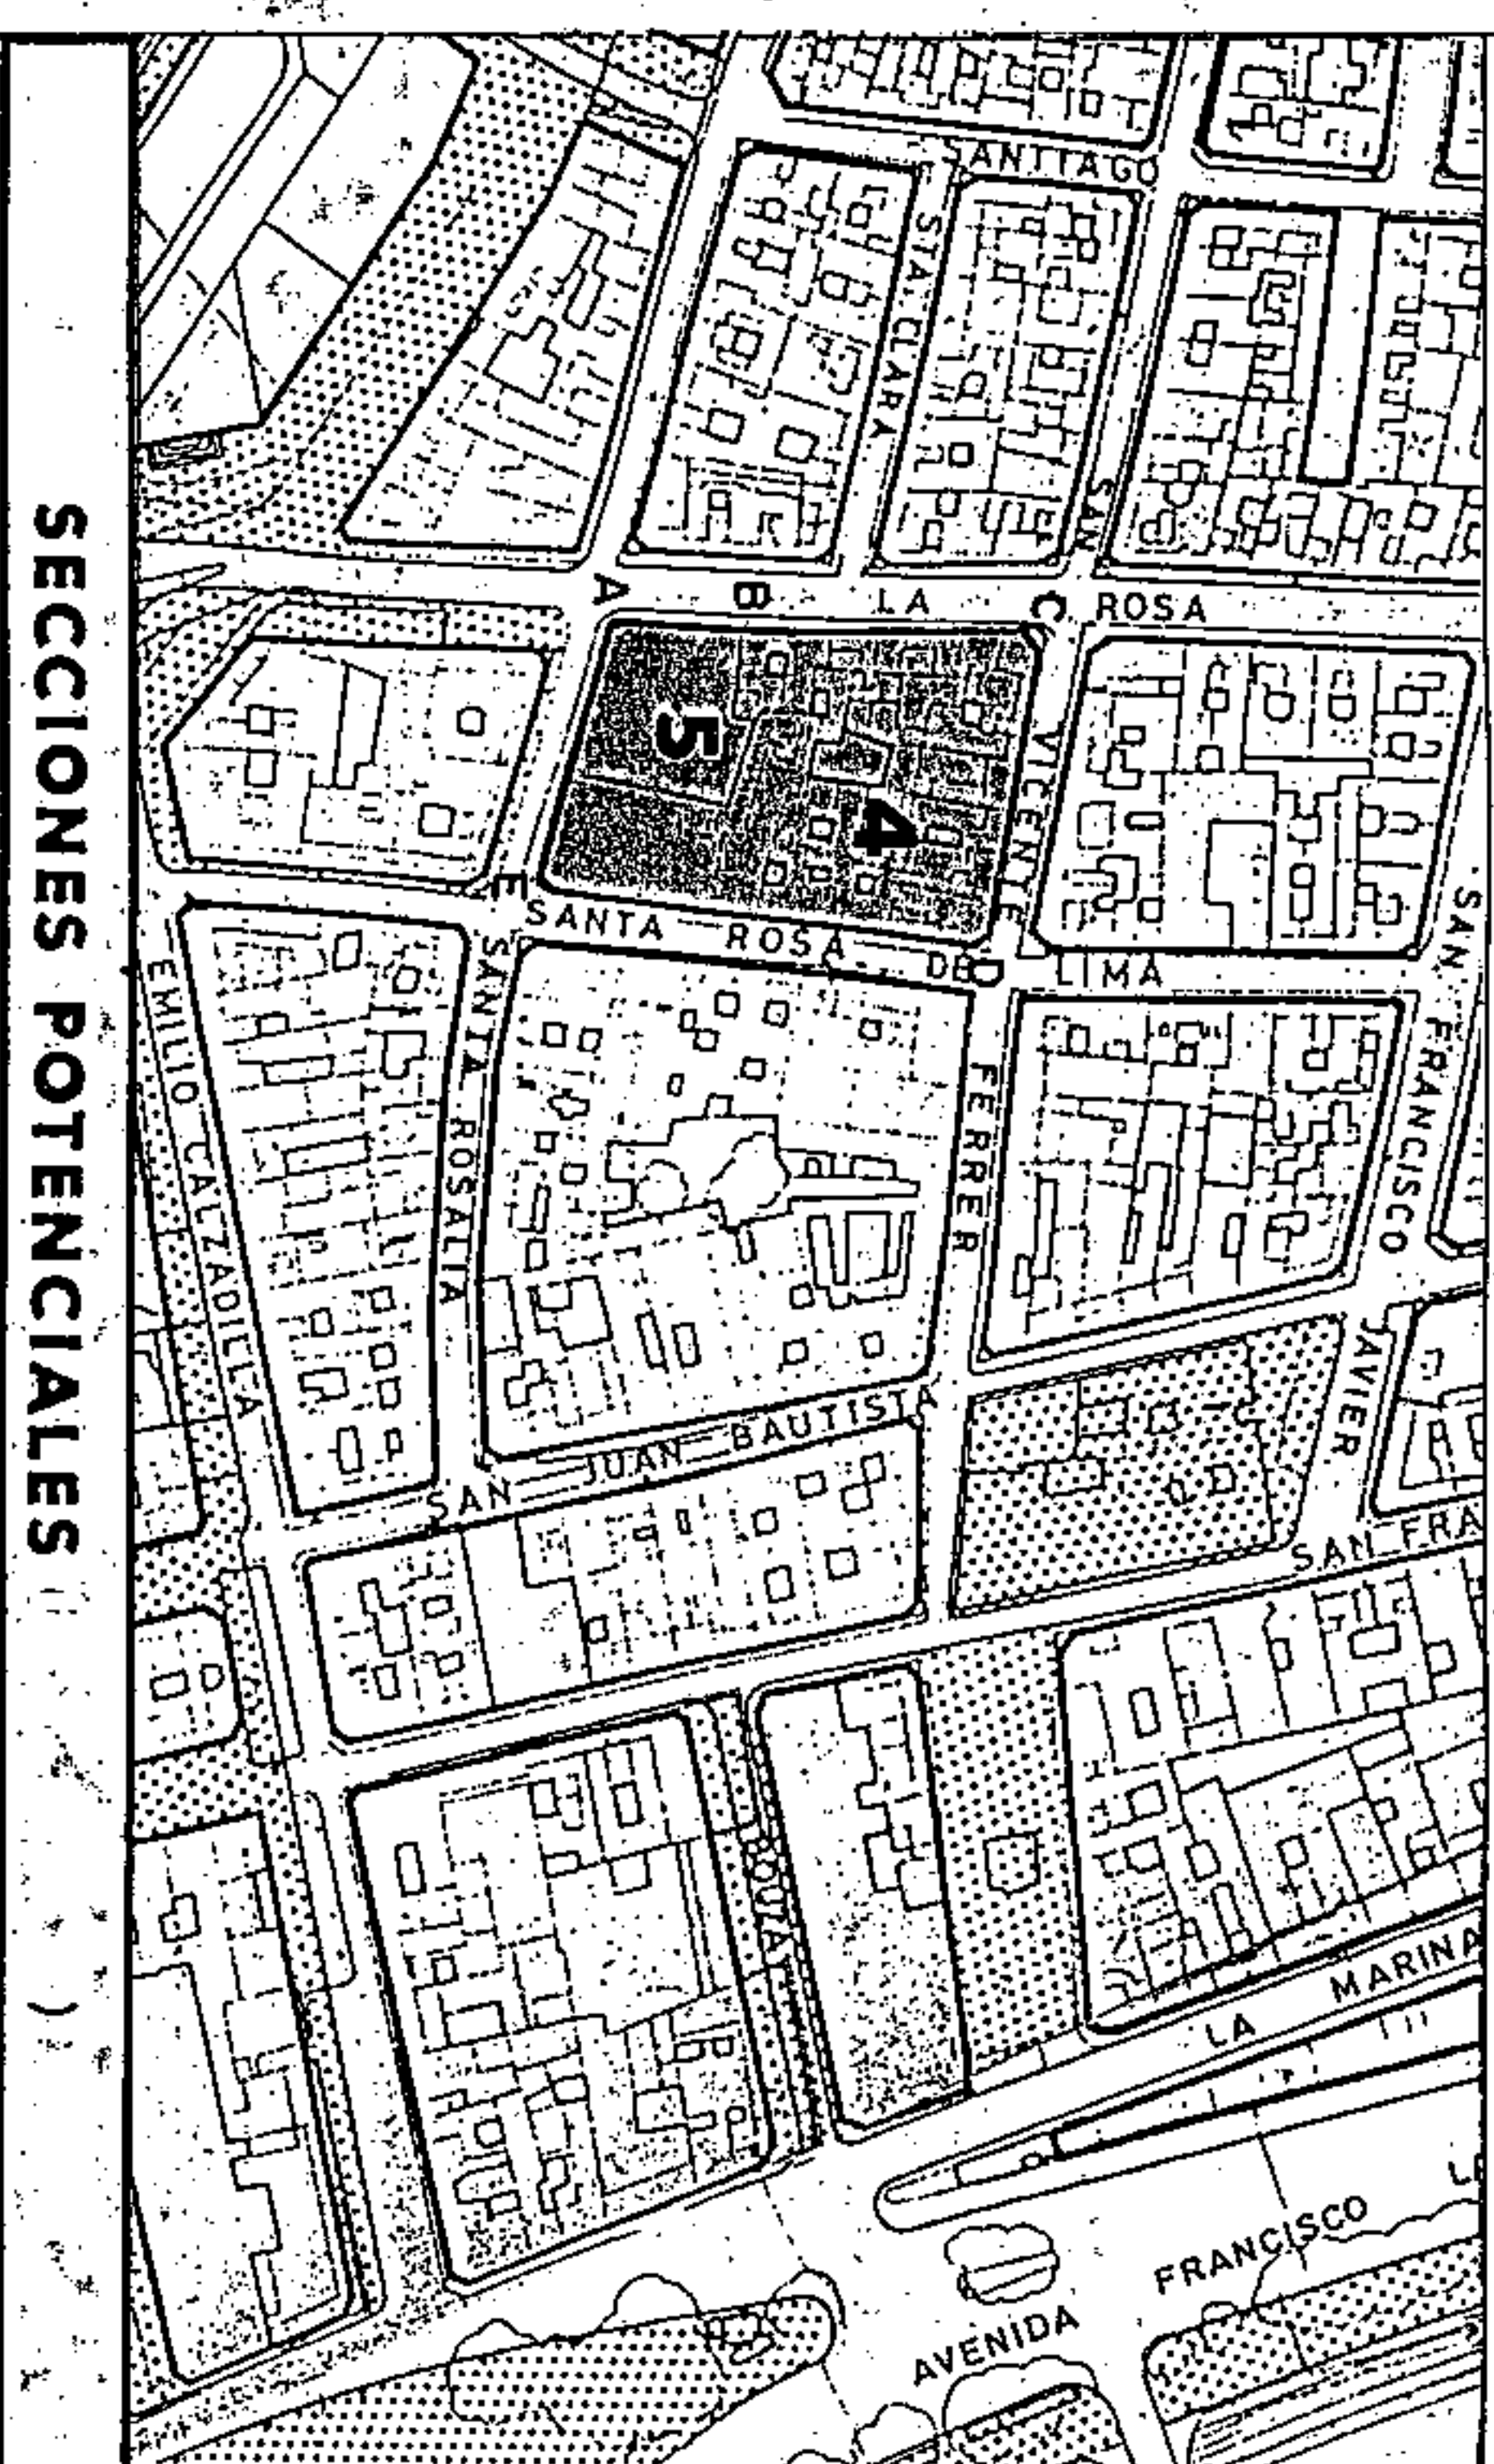 SECCIONES POTENCIALES
SANTIAGO
STA CLARA
SAN
VICENTE
FERRER
A
B
C
D
E
LA ROSA
5
4
SANTA ROSA DE LIMA
SAN FRANCISCO
JAVIER
SANTA ROSALIA
EMILIO CALZADILLA
SAN JUAN BAUTISTA
SAN FRA
LA MARINA
FRANCISCO
AVENIDA